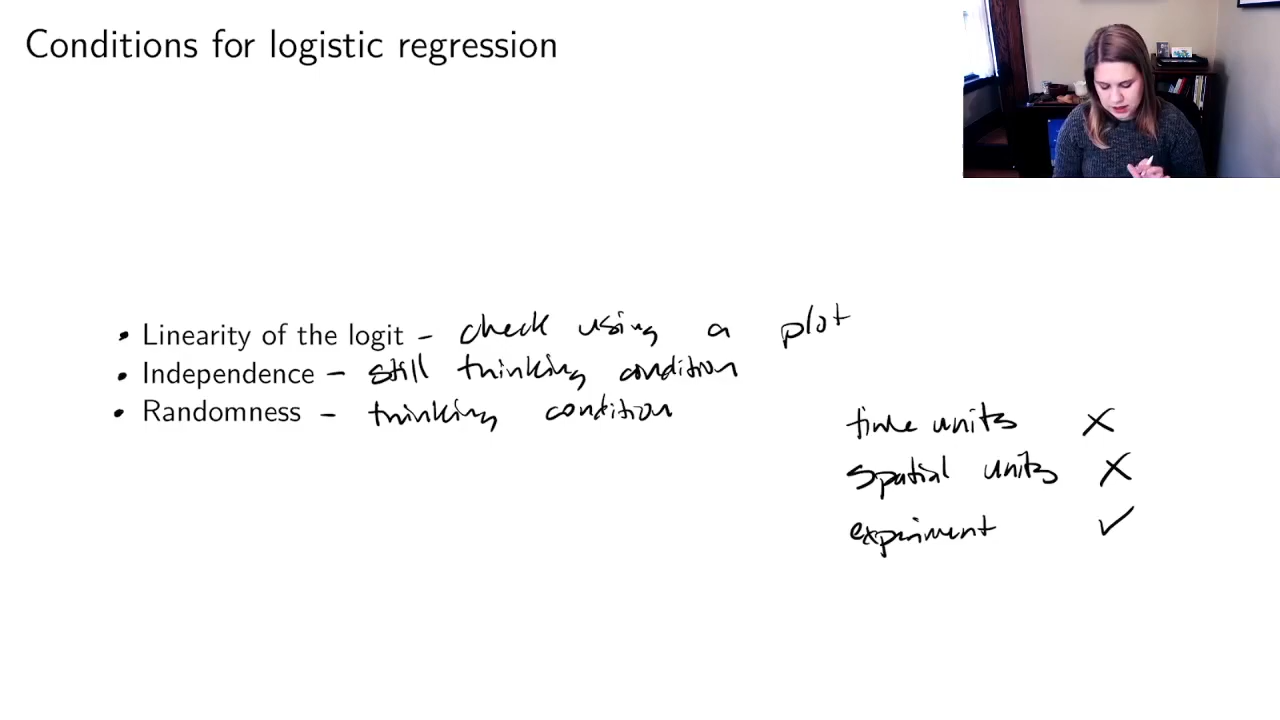 Conditions for logistic regression
• Linearity of the logit – check using a plot
• Independence – still thinking condition
• Randomness – thinking condition
time units X
spatial units X
experiment ✓